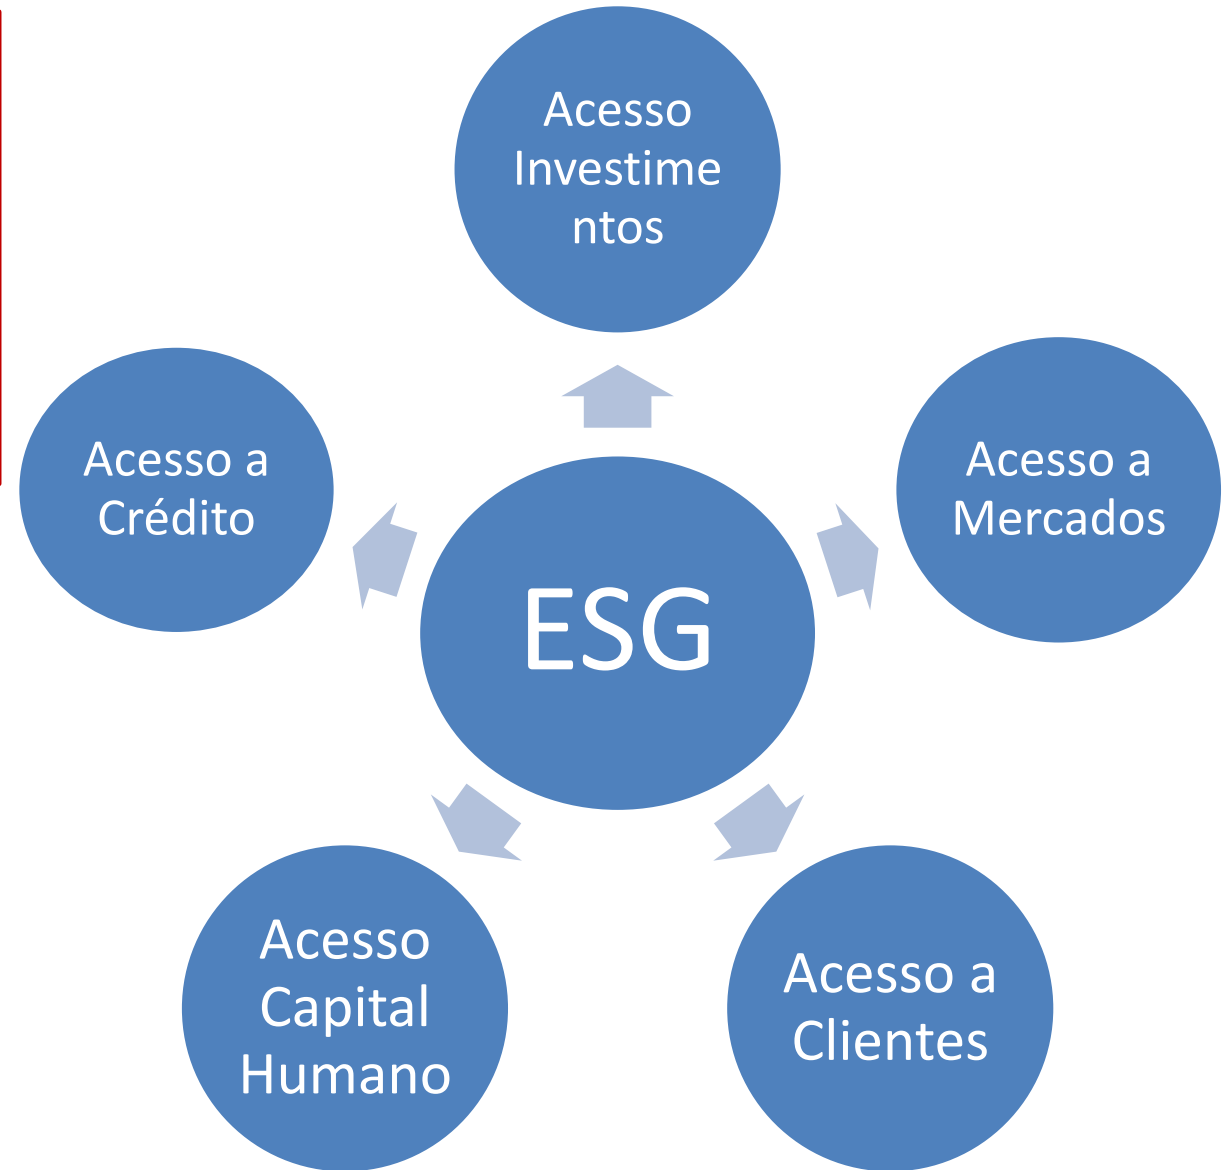 Acesso
Investime
ntos
Acesso a
Crédito
Acesso a
Mercados
ESG
Acesso
Capital
Humano
Acesso a
Clientes